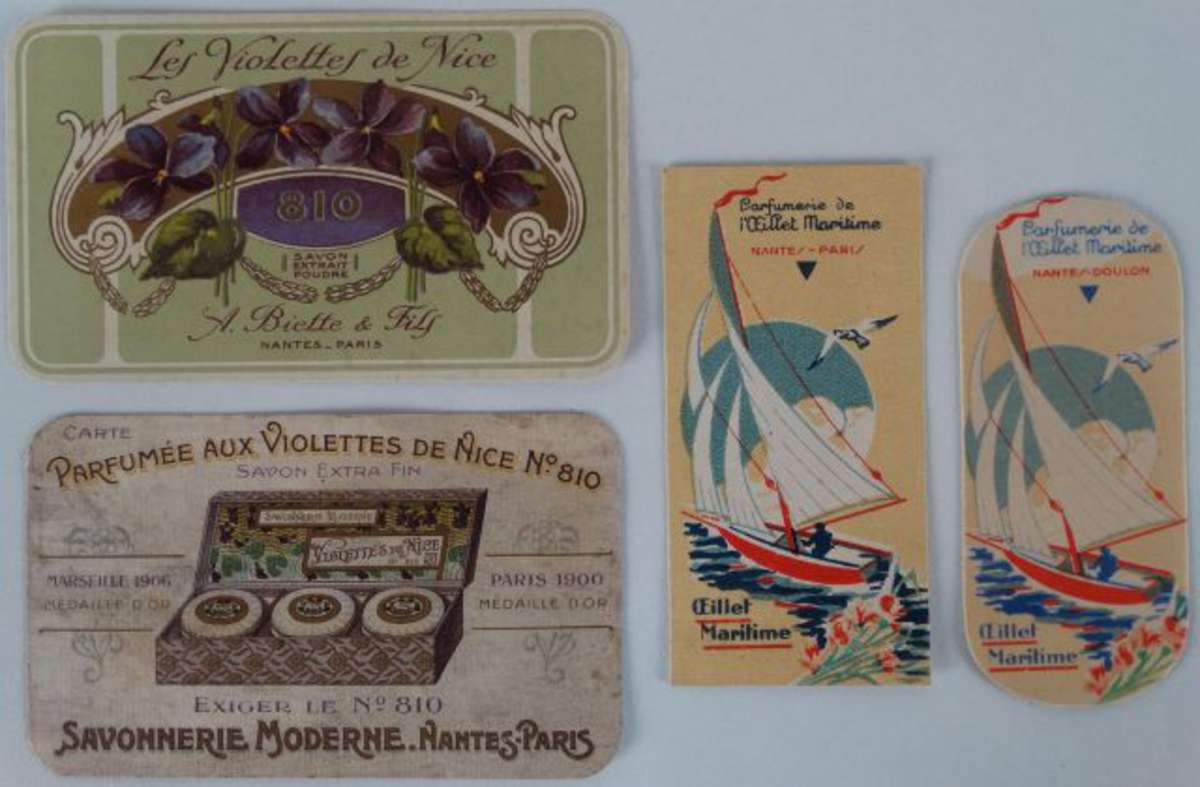 Les Violettes de Nice
810
SAVON
EXTRAIT
POUDRE
A. Biette & Fils
NANTES_PARIS
CARTE
PARFUMÉE AUX VIOLETTES DE NICE Nº 810
SAVON EXTRA FIN
SAVONNERIE MODERNE
VIOLETTES DE NICE
MARSEILLE 1906
MÉDAILLE D'OR
PARIS 1900
MÉDAILLE D'OR
EXIGER LE Nº 810
SAVONNERIE MODERNE_NANTES-PARIS
Parfumerie de
l'Œillet Maritime
NANTES-PARIS
Œillet
Maritime
Parfumerie de
l'Œillet Maritime
NANTES-DOULON
Œillet
Maritime